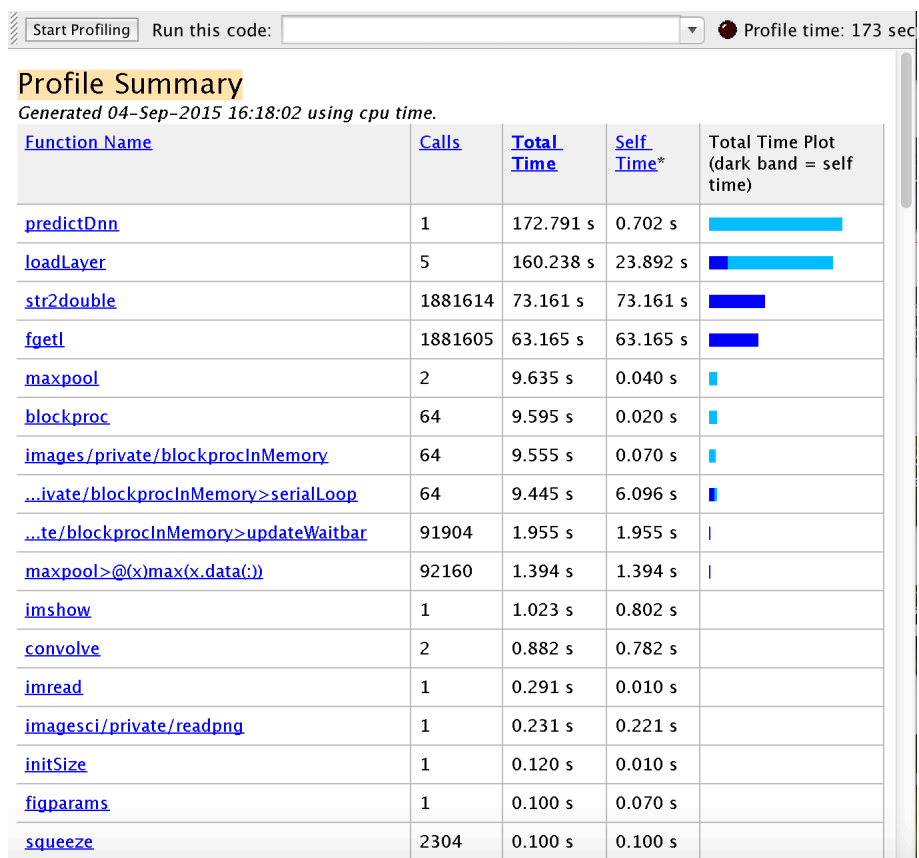 Start Profiling Run this code: Profile time: 173 sec
Profile Summary
Generated 04-Sep-2015 16:18:02 using cpu time.
Function Name Calls Total Time Self Time* Total Time Plot (dark band = self time)
predictDnn 1 172.791 s 0.702 s
loadLayer 5 160.238 s 23.892 s
str2double 1881614 73.161 s 73.161 s
fgetl 1881605 63.165 s 63.165 s
maxpool 2 9.635 s 0.040 s
blockproc 64 9.595 s 0.020 s
images/private/blockprocInMemory 64 9.555 s 0.070 s
...ivate/blockprocInMemory>serialLoop 64 9.445 s 6.096 s
...te/blockprocInMemory>updateWaitbar 91904 1.955 s 1.955 s
maxpool>@(x)max(x.data(:)) 92160 1.394 s 1.394 s
imshow 1 1.023 s 0.802 s
convolve 2 0.882 s 0.782 s
imread 1 0.291 s 0.010 s
imagesci/private/readpng 1 0.231 s 0.221 s
initSize 1 0.120 s 0.010 s
figparams 1 0.100 s 0.070 s
squeeze 2304 0.100 s 0.100 s